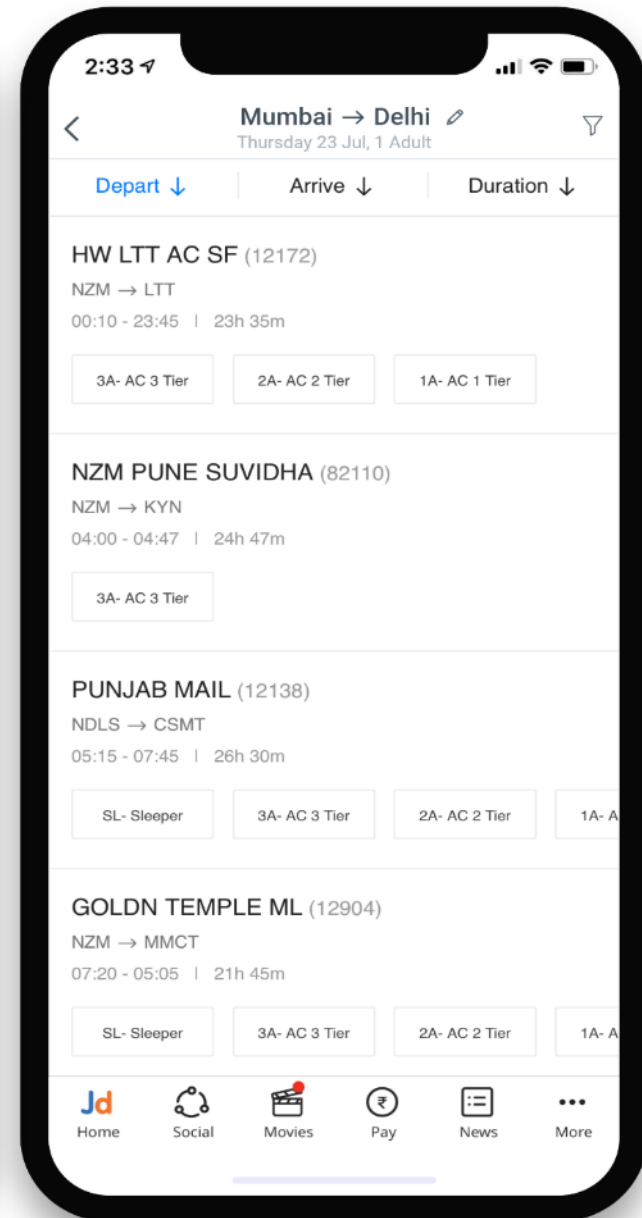 2:33
Mumbai → Delhi
Thursday 23 Jul, 1 Adult
Depart ↓ Arrive ↓ Duration ↓
HW LTT AC SF (12172)
NZM → LTT
00:10 - 23:45 | 23h 35m
3A- AC 3 Tier 2A- AC 2 Tier 1A- AC 1 Tier
NZM PUNE SUVIDHA (82110)
NZM → KYN
04:00 - 04:47 | 24h 47m
3A- AC 3 Tier
PUNJAB MAIL (12138)
NDLS → CSMT
05:15 - 07:45 | 26h 30m
SL- Sleeper 3A- AC 3 Tier 2A- AC 2 Tier 1A- A
GOLDN TEMPLE ML (12904)
NZM → MMCT
07:20 - 05:05 | 21h 45m
SL- Sleeper 3A- AC 3 Tier 2A- AC 2 Tier 1A- A
Jd ₹
Home Social Movies Pay News More